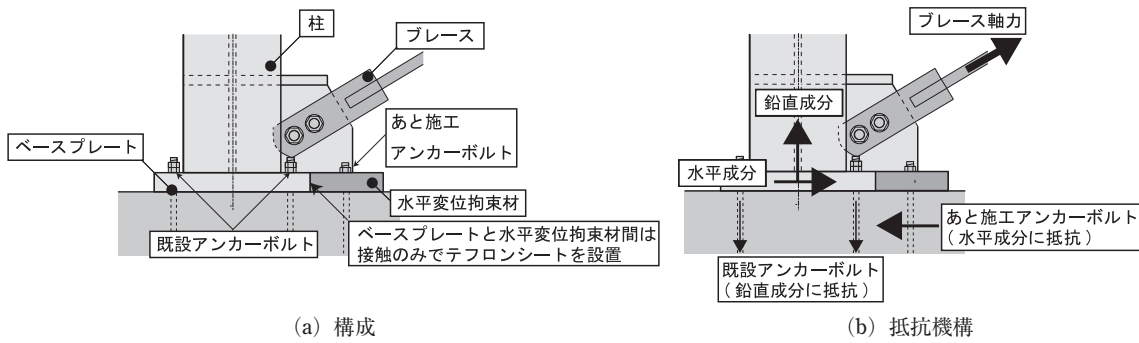 柱
ブレース
あと施工
アンカーボルト
ベースプレート
水平変位拘束材
既設アンカーボルト
ベースプレートと水平変位拘束材間は
接触のみでテフロンシートを設置
(a) 構成
ブレース軸力
鉛直成分
水平成分
あと施工アンカーボルト
(水平成分に抵抗)
既設アンカーボルト
(鉛直成分に抵抗)
(b) 抵抗機構